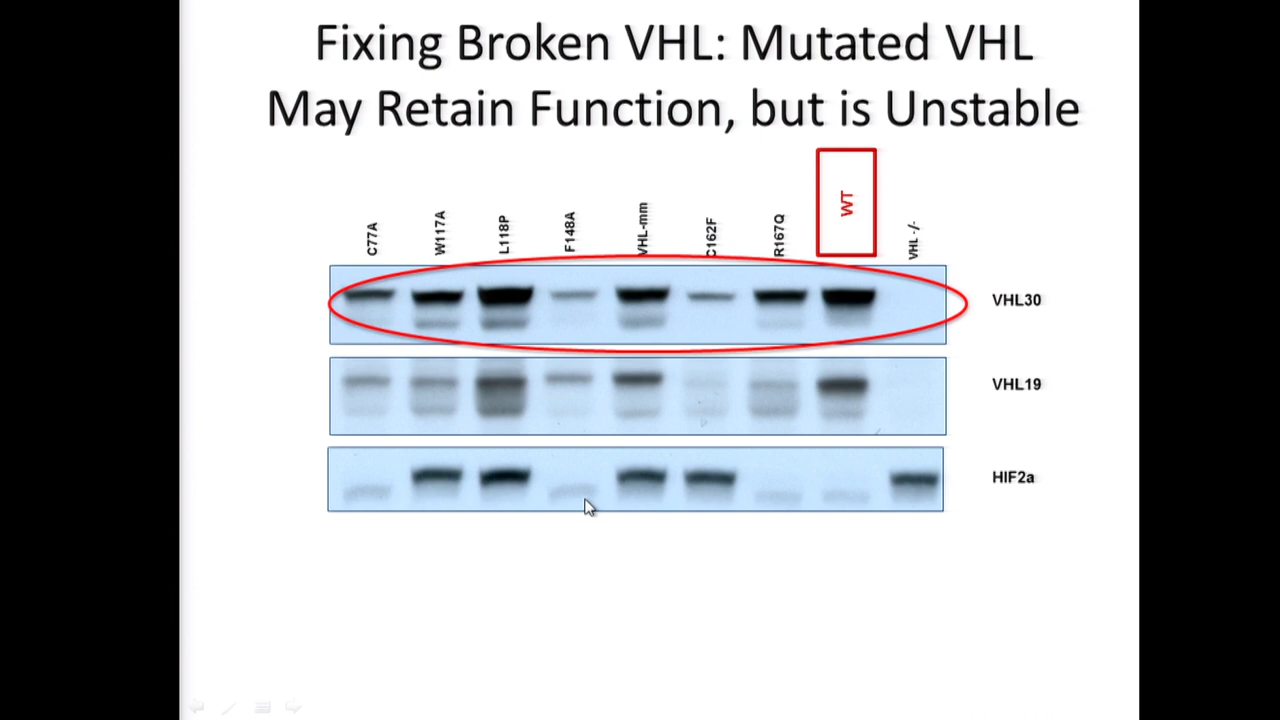 Fixing Broken VHL: Mutated VHL
May Retain Function, but is Unstable
C77A
W117A
L118P
F148A
VHL-mm
C162F
R167Q
WT
VHL -/-
VHL30
VHL19
HIF2a